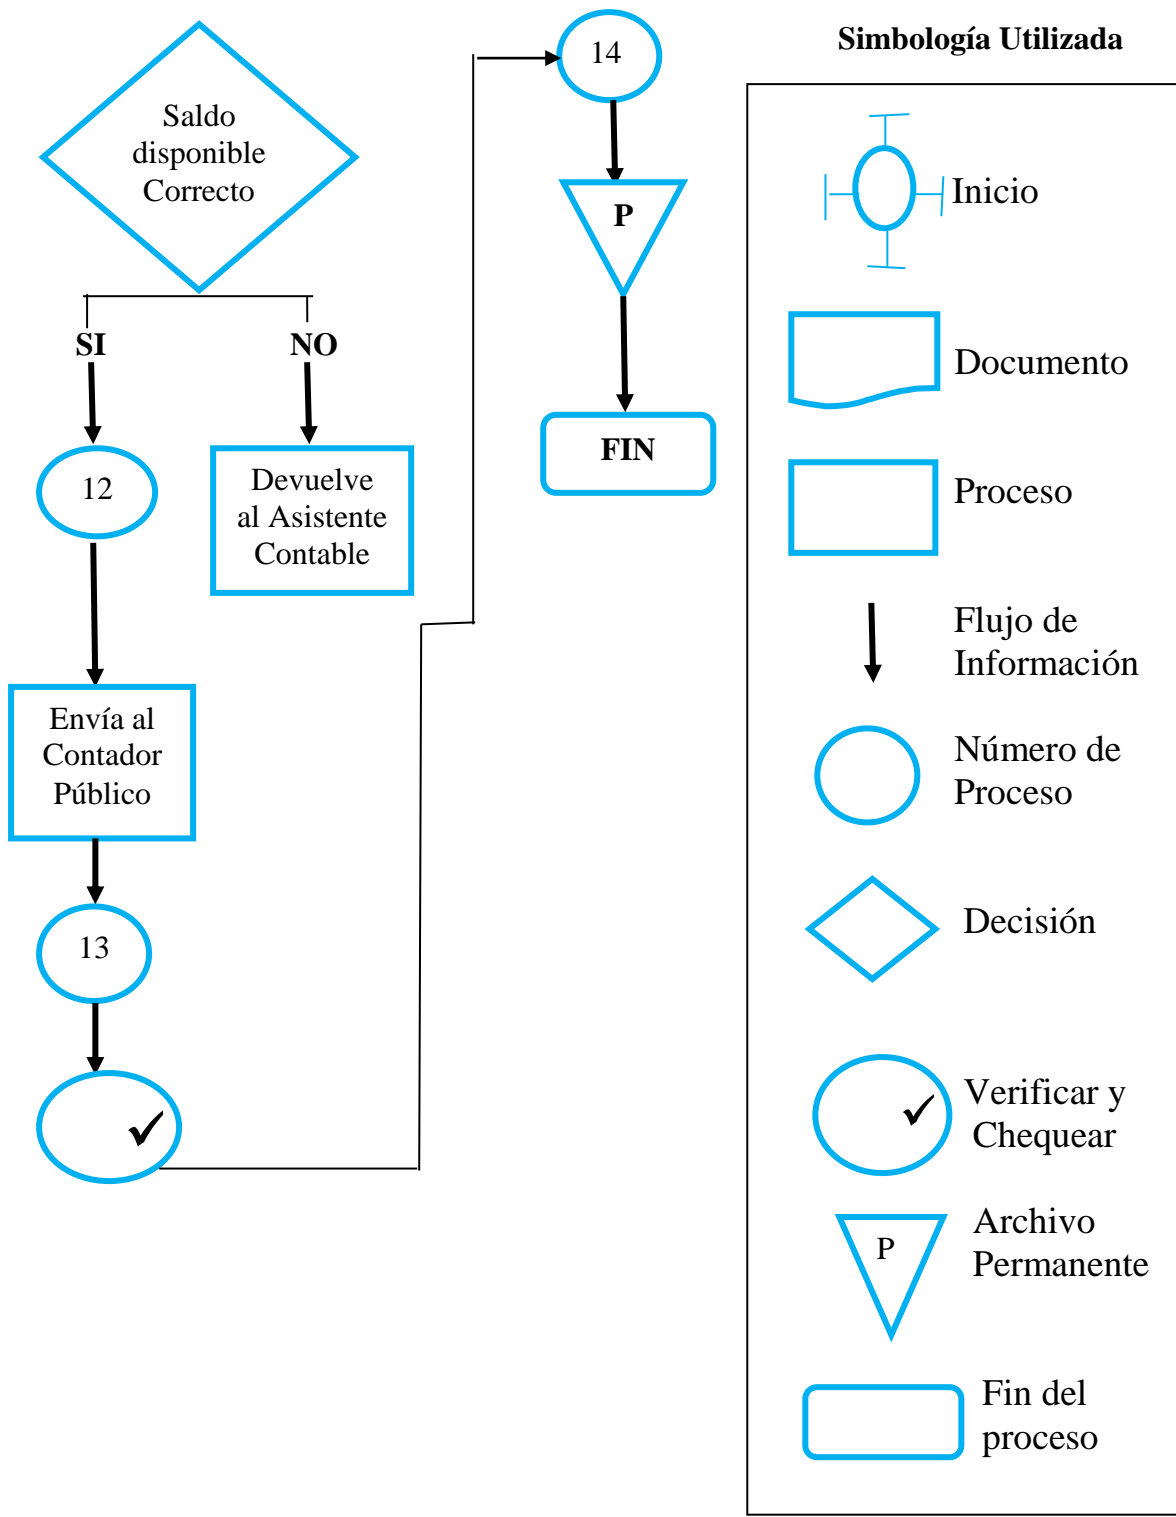 Saldo
disponible
Correcto
SI
NO
12
Devuelve
al Asistente
Contable
Envía al
Contador
Público
13
✓
14
P
FIN
Simbología Utilizada
Inicio
Documento
Proceso
Flujo de
Información
Número de
Proceso
Decisión
✓
Verificar y
Chequear
P
Archivo
Permanente
Fin del
proceso